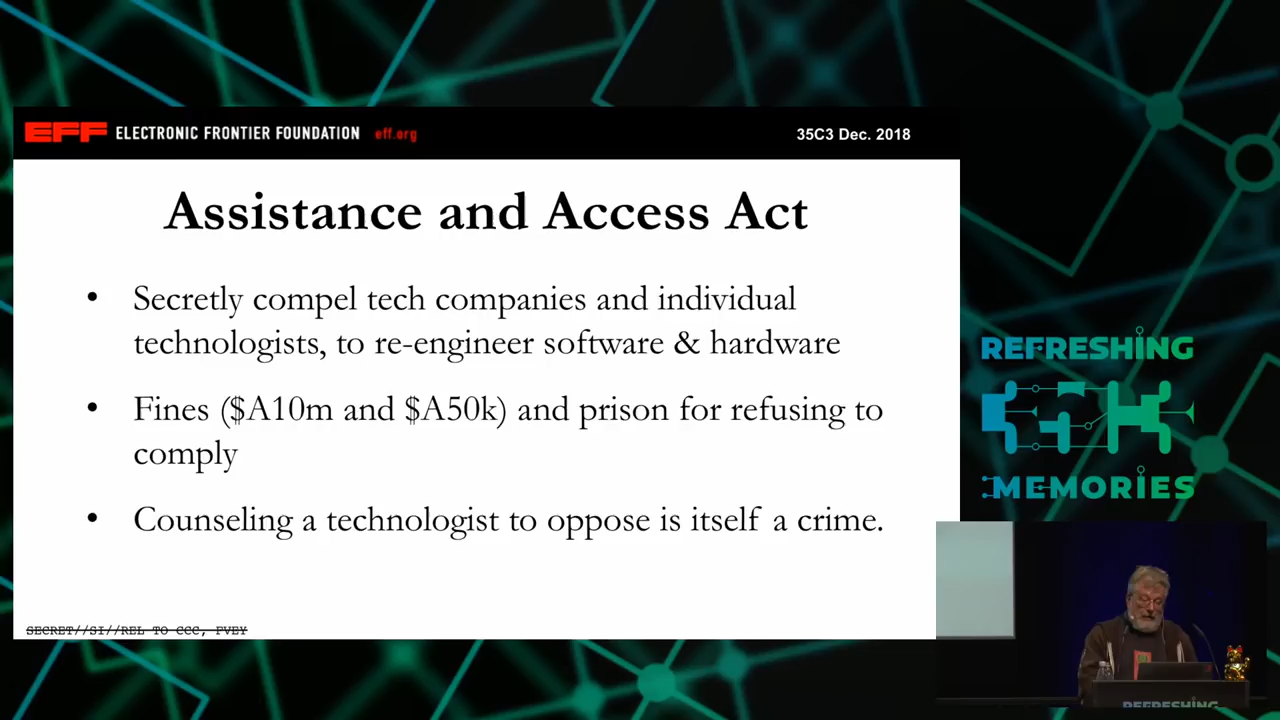 EFF ELECTRONIC FRONTIER FOUNDATION eff.org
35C3 Dec. 2018
Assistance and Access Act
• Secretly compel tech companies and individual
technologists, to re-engineer software & hardware
• Fines ($A10m and $A50k) and prison for refusing to
comply
• Counseling a technologist to oppose is itself a crime.
SECRET//SI//REL TO CCC, FVEY
REFRESHING
35C3
MEMORIES
REFRESHING